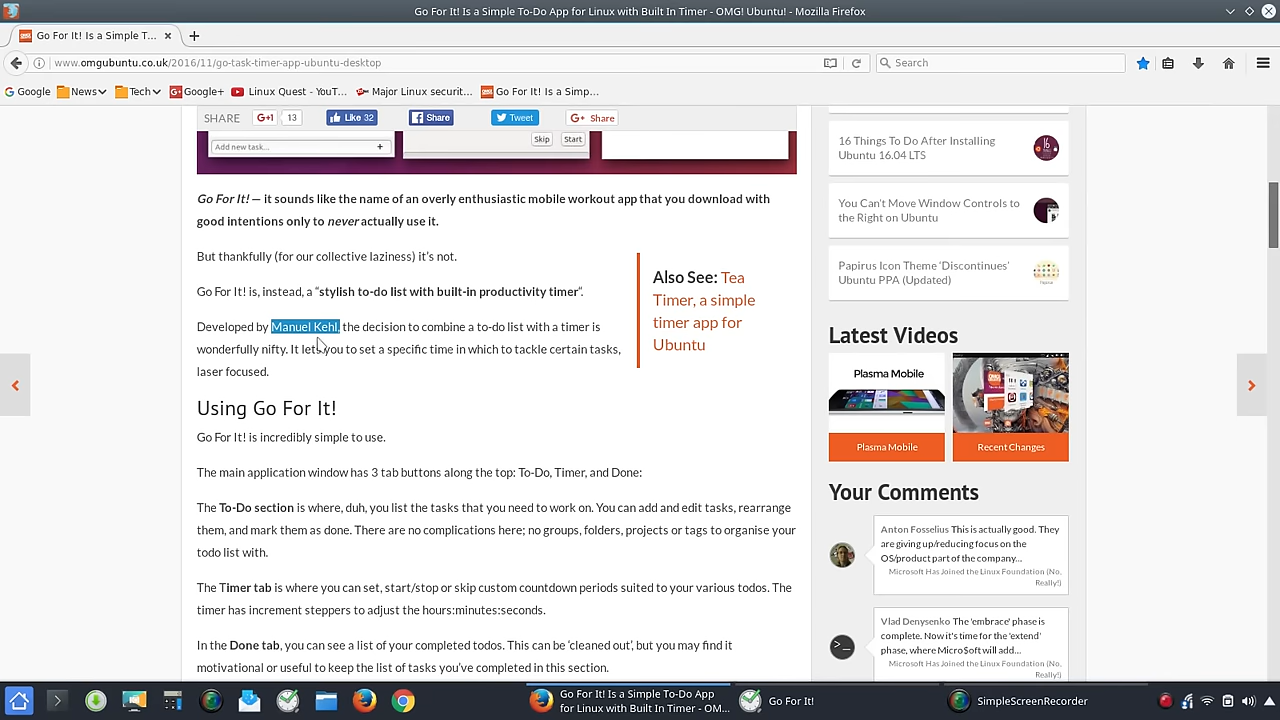 Go For It! Is a Simple To-Do App for Linux with Built In Timer - OMG! Ubuntu! - Mozilla Firefox
Go For It! Is a Simple T...
www.omgubuntu.co.uk/2016/11/go-task-timer-app-ubuntu-desktop
Search
Google
News
Tech
Google+
Linux Quest - YouT...
Major Linux securit...
Go For It! Is a Simp...
SHARE
+1
13
Like 32
Share
Tweet
Share
Add new task...
Skip
Start
Go For It! — it sounds like the name of an overly enthusiastic mobile workout app that you download with
good intentions only to never actually use it.
But thankfully (for our collective laziness) it's not.
Go For It! is, instead, a “stylish to-do list with built-in productivity timer“.
Developed by Manuel Kehl, the decision to combine a to-do list with a timer is
wonderfully nifty. It lets you to set a specific time in which to tackle certain tasks,
laser focused.
Also See: Tea
Timer, a simple
timer app for
Ubuntu
Using Go For It!
Go For It! is incredibly simple to use.
The main application window has 3 tab buttons along the top: To-Do, Timer, and Done:
The To-Do section is where, duh, you list the tasks that you need to work on. You can add and edit tasks, rearrange
them, and mark them as done. There are no complications here; no groups, folders, projects or tags to organise your
todo list with.
The Timer tab is where you can set, start/stop or skip custom countdown periods suited to your various todos. The
timer has increment steppers to adjust the hours:minutes:seconds.
In the Done tab, you can see a list of your completed todos. This can be ‘cleaned out’, but you may find it
motivational or useful to keep the list of tasks you’ve completed in this section.
16 Things To Do After Installing
Ubuntu 16.04 LTS
You Can’t Move Window Controls to
the Right on Ubuntu
Papirus Icon Theme ‘Discontinues’
Ubuntu PPA (Updated)
Latest Videos
Plasma Mobile
Plasma Mobile
Recent Changes
Your Comments
Anton Fosselius This is actually good. They
are giving up/reducing focus on the
OS/product part of the company...
Microsoft Has Joined the Linux Foundation (No,
Really!)
Vlad Denysenko The 'embrace' phase is
complete. Now it's time for the 'extend'
phase, where Micro$oft will add...
Microsoft Has Joined the Linux Foundation (No,
Really!)
Go For It! Is a Simple To-Do App
for Linux with Built In Timer - OM...
Go For It!
SimpleScreenRecorder